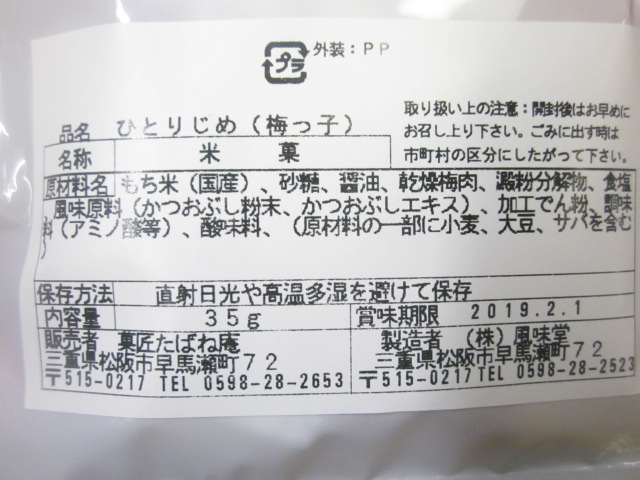 プラ
外装：ＰＰ
品名 ひとりじめ（梅っ子）
名称 米菓
取り扱い上の注意：開封後はお早めに
お召し上り下さい。ごみに出す時は
市町村の区分にしたがって下さい。
原材料名 もち米（国産）、砂糖、醤油、乾燥梅肉、澱粉分解物、食塩
風味原料（かつおぶし粉末、かつおぶしエキス）、加工でん粉、調味
料（アミノ酸等）、酸味料、（原材料の一部に小麦、大豆、サバを含む
）
保存方法 直射日光や高温多湿を避けて保存
内容量 ３５ｇ 賞味期限 2019.2.1
販売者 菓匠たばね庵
三重県松阪市早馬瀬町７２
〒515-0217 TEL 0598-28-2653
製造者 （株）風味堂
三重県松阪市早馬瀬町７２
〒515-0217 TEL 0598-28-2523